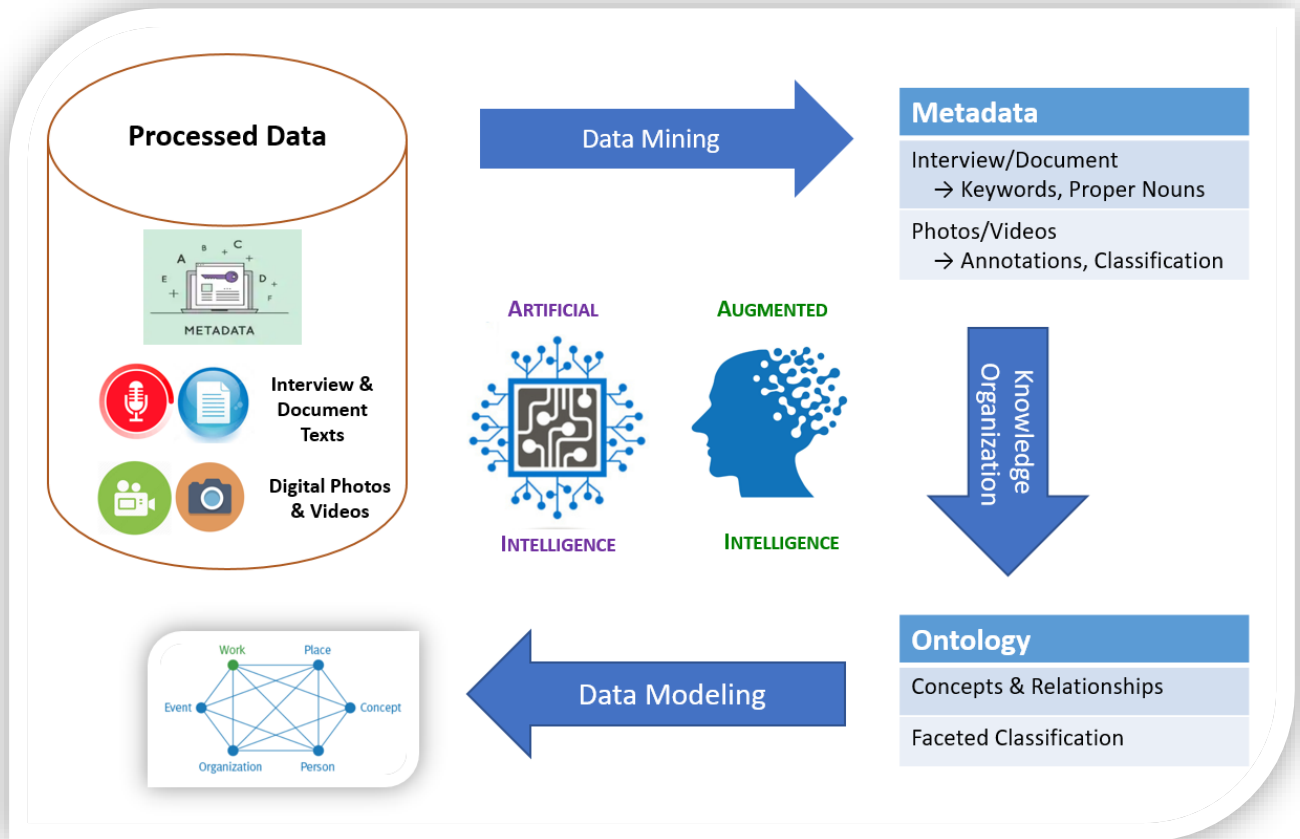 Processed Data
A
B
C
D
E
F
METADATA
Interview &
Document
Texts
Digital Photos
& Videos
Data Mining
Metadata
Interview/Document
→ Keywords, Proper Nouns
Photos/Videos
→ Annotations, Classification
ARTIFICIAL
INTELLIGENCE
AUGMENTED
INTELLIGENCE
Knowledge
Organization
Ontology
Concepts & Relationships
Faceted Classification
Data Modeling
Work
Place
Event
Concept
Organization
Person